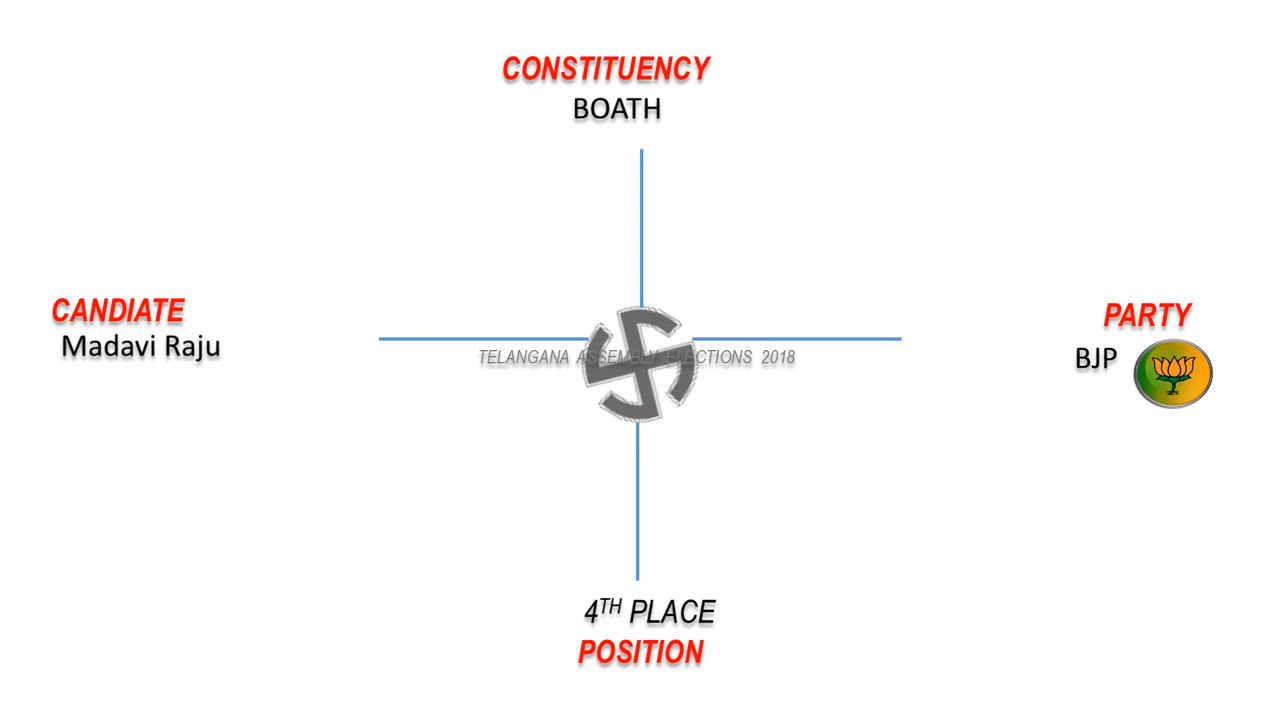 CONSTITUENCY
BOATH
CANDIATE
Madavi Raju
PARTY
BJP
TELANGANA ASSEMBLY ELECTIONS 2018
4TH PLACE
POSITION